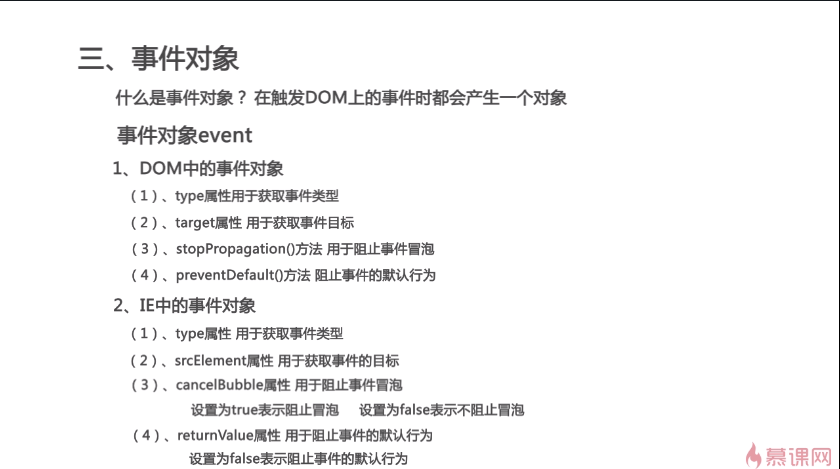 三、事件对象
什么是事件对象？在触发DOM上的事件时都会产生一个对象
事件对象event
1、DOM中的事件对象
（1）、type属性用于获取事件类型
（2）、target属性 用于获取事件目标
（3）、stopPropagation()方法 用于阻止事件冒泡
（4）、preventDefault()方法 阻止事件的默认行为
2、IE中的事件对象
（1）、type属性 用于获取事件类型
（2）、srcElement属性 用于获取事件的目标
（3）、cancelBubble属性 用于阻止事件冒泡
设置为true表示阻止冒泡 设置为false表示不阻止冒泡
（4）、returnValue属性 用于阻止事件的默认行为
设置为false表示阻止事件的默认行为
慕课网